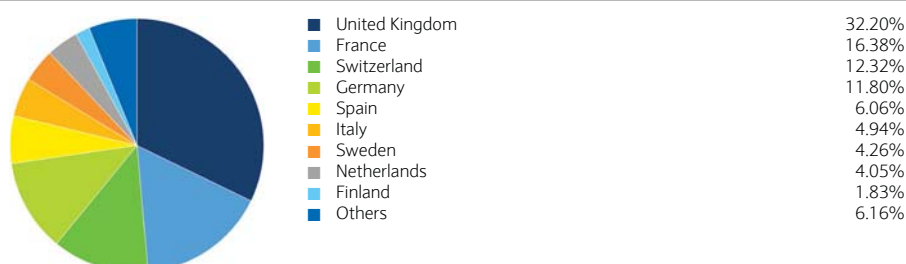 United Kingdom 32.20%
France 16.38%
Switzerland 12.32%
Germany 11.80%
Spain 6.06%
Italy 4.94%
Sweden 4.26%
Netherlands 4.05%
Finland 1.83%
Others 6.16%